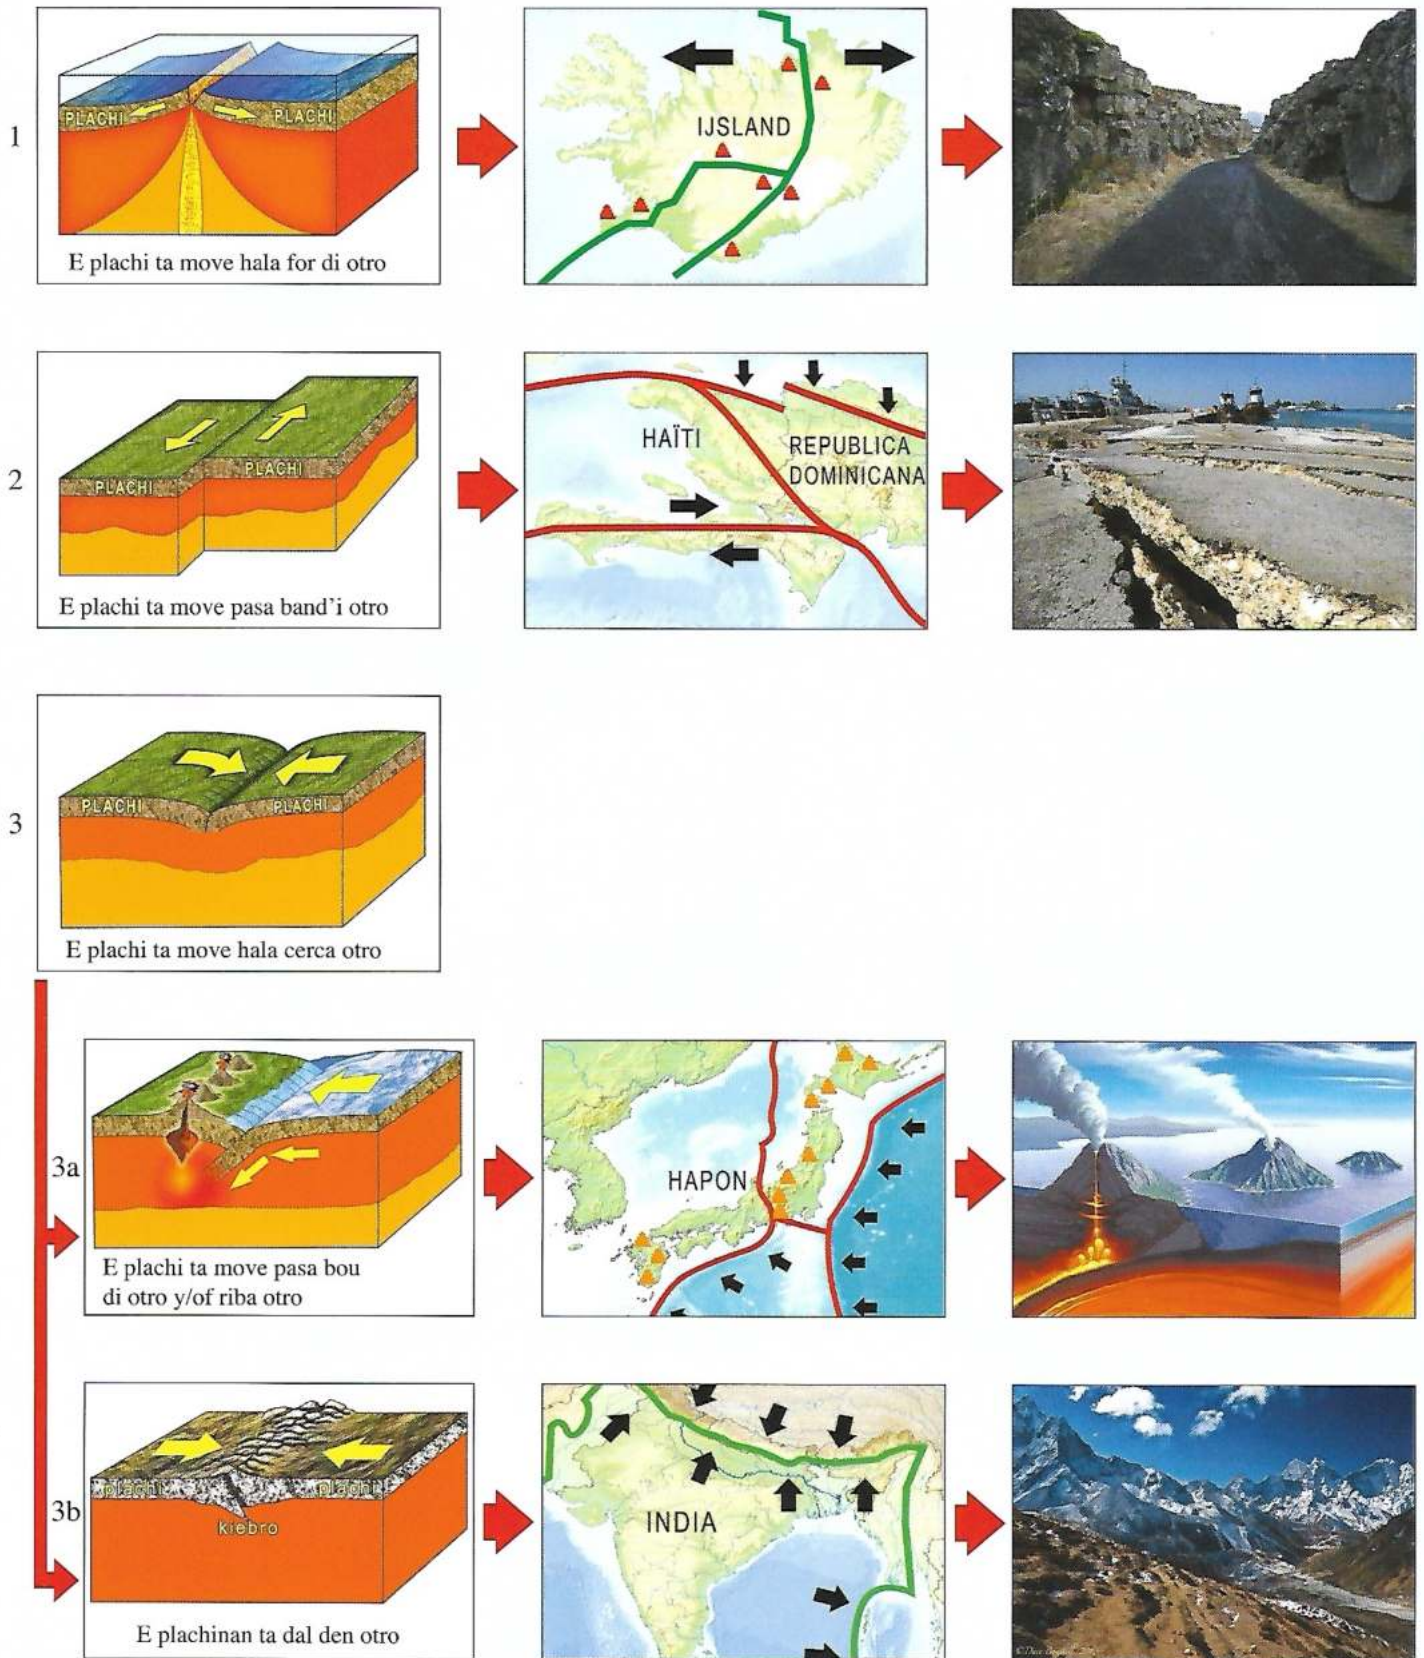 1
PLACHI
PLACHI
E plachi ta move hala for di otro
IJSLAND
2
PLACHI
PLACHI
E plachi ta move pasa band'i otro
HAÏTI
REPUBLICA
DOMINICANA
3
PLACHI
PLACHI
E plachi ta move hala cerca otro
3a
E plachi ta move pasa bou
di otro y/of riba otro
HAPON
3b
plachi
plachi
kiebro
E plachinan ta dal den otro
INDIA